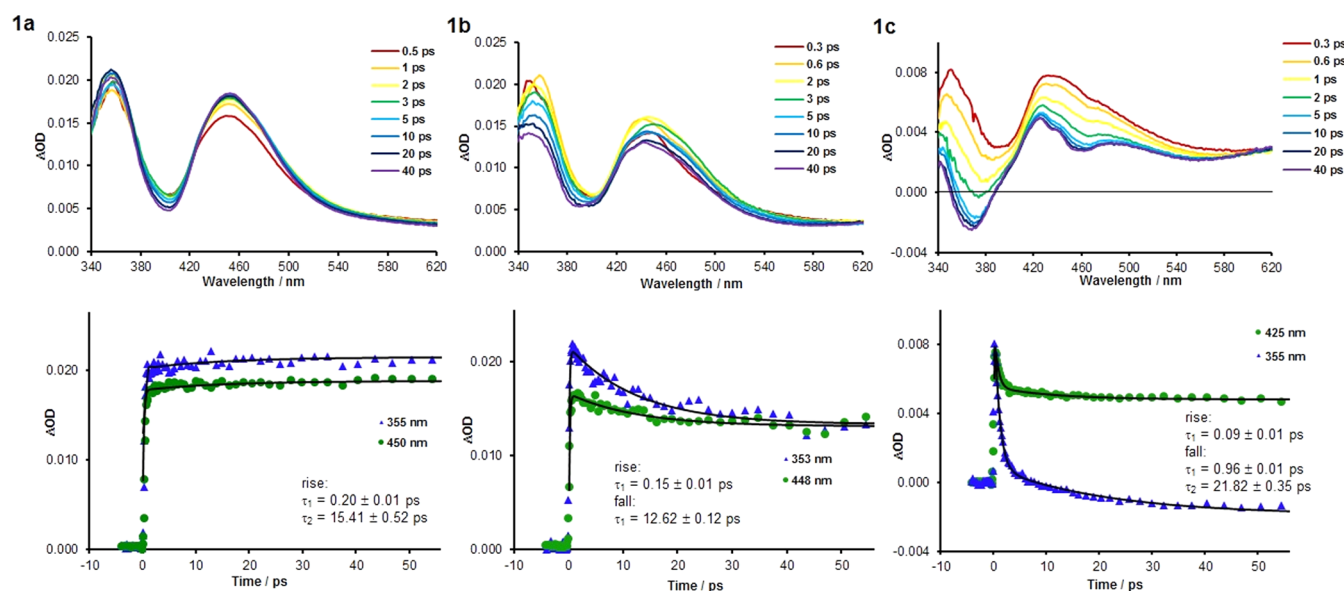 1a
0.025
0.020
0.015
0.010
0.005
0.000
ΔOD
340 380 420 460 500 540 580 620
Wavelength / nm
0.5 ps
1 ps
2 ps
3 ps
5 ps
10 ps
20 ps
40 ps
1b
0.025
0.020
0.015
0.010
0.005
0.000
ΔOD
340 380 420 460 500 540 580 620
Wavelength / nm
0.3 ps
0.6 ps
2 ps
3 ps
5 ps
10 ps
20 ps
40 ps
1c
0.008
0.004
0.000
-0.004
ΔOD
340 380 420 460 500 540 580 620
Wavelength / nm
0.3 ps
0.6 ps
1 ps
2 ps
5 ps
10 ps
20 ps
40 ps
0.020
0.010
0.000
ΔOD
-10 0 10 20 30 40 50
Time / ps
355 nm
450 nm
rise:
τ1 = 0.20 ± 0.01 ps
τ2 = 15.41 ± 0.52 ps
0.020
0.010
0.000
ΔOD
-10 0 10 20 30 40 50
Time / ps
353 nm
448 nm
rise:
τ1 = 0.15 ± 0.01 ps
fall:
τ1 = 12.62 ± 0.12 ps
0.008
0.004
0.000
-0.004
ΔOD
-10 0 10 20 30 40 50
Time / ps
425 nm
355 nm
rise:
τ1 = 0.09 ± 0.01 ps
fall:
τ1 = 0.96 ± 0.01 ps
τ2 = 21.82 ± 0.35 ps